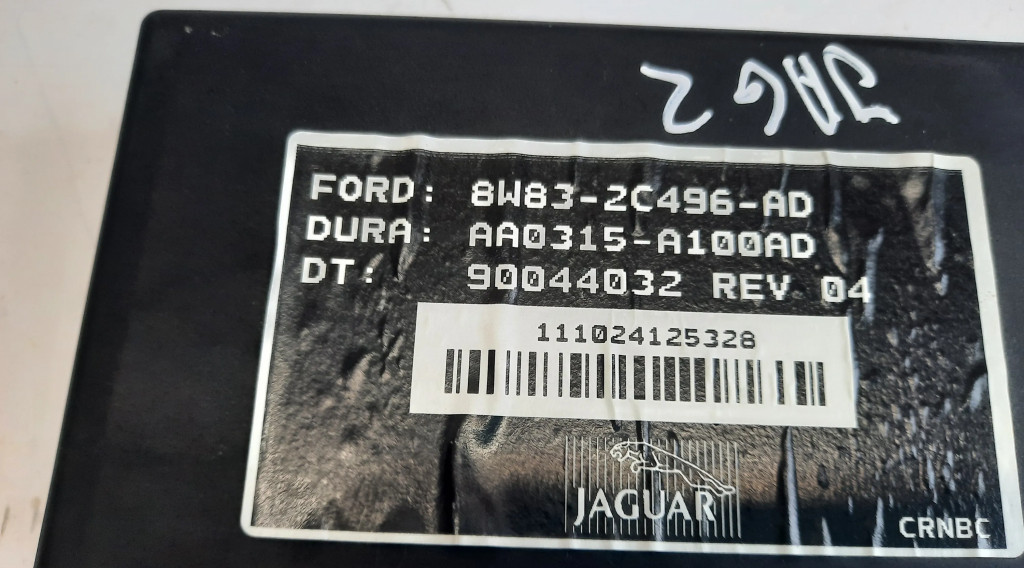 JAG 2
FORD: 8W83-2C496-AD
DURA: AA0315-A100AD
DT: 90044032 REV 04
111024125328
JAGUAR
CRNBC